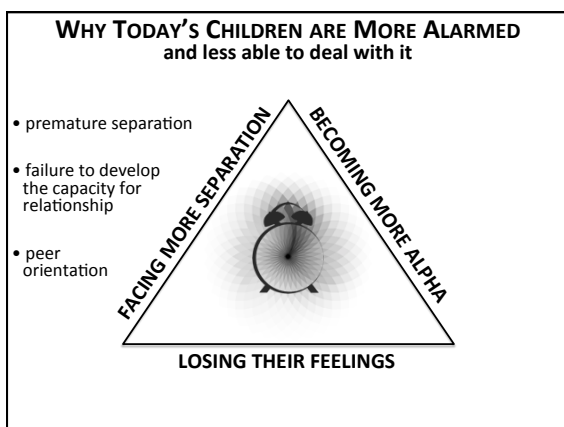 WHY TODAY'S CHILDREN ARE MORE ALARMED
and less able to deal with it
• premature separation
• failure to develop
the capacity for
relationship
• peer
orientation
FACING MORE SEPARATION
BECOMING MORE ALPHA
LOSING THEIR FEELINGS